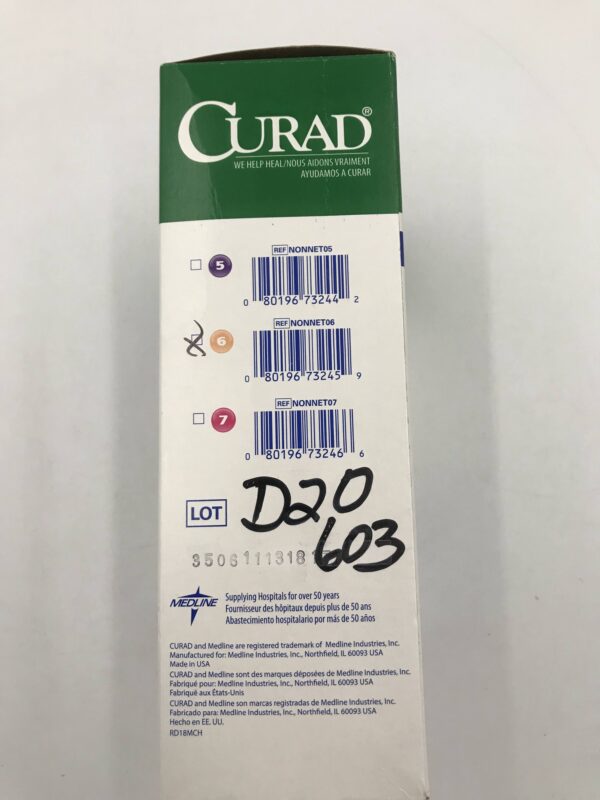 CURAD®
WE HELP HEAL/NOUS AIDONS VRAIMENT
AYUDAMOS A CURAR
REF NONNET05
5
0 80196 73244 2
REF NONNET06
X 6
0 80196 73245 9
REF NONNET07
7
0 80196 73246 6
LOT D20
603
35061113181
MEDLINE
Supplying Hospitals for over 50 years
Fournisseur des hôpitaux depuis plus de 50 ans
Abastecimiento hospitalario por más de 50 años
CURAD and Medline are registered trademark of Medline Industries, Inc.
Manufactured for: Medline Industries, Inc., Northfield, IL 60093 USA
Made in USA
CURAD and Medline sont des marques déposées de Medline Industries, Inc.
Fabriqué pour: Medline Industries, Inc., Northfield, IL 60093 USA
Fabriqué aux États-Unis
CURAD and Medline son marcas registradas de Medline Industries, Inc.
Fabricado para: Medline Industries, Inc., Northfield, IL 60093 USA
Hecho en EE. UU.
RD18MCH